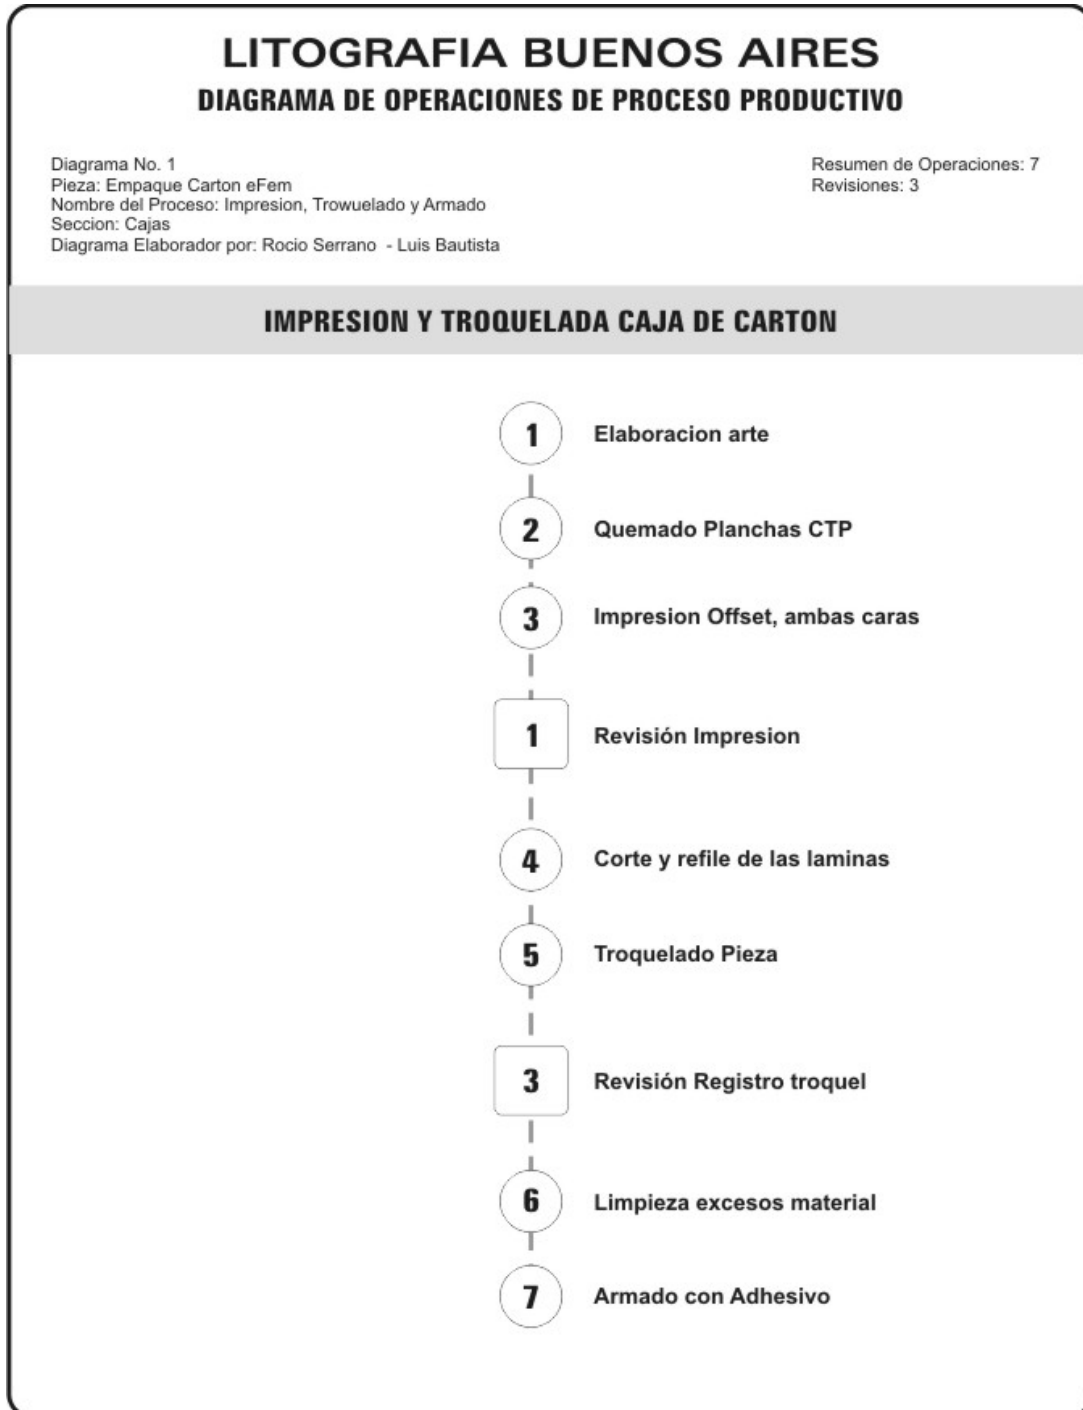 LITOGRAFIA BUENOS AIRES
DIAGRAMA DE OPERACIONES DE PROCESO PRODUCTIVO
Diagrama No. 1
Pieza: Empaque Carton eFem
Nombre del Proceso: Impresion, Trowuelado y Armado
Seccion: Cajas
Diagrama Elaborador por: Rocio Serrano - Luis Bautista
Resumen de Operaciones: 7
Revisiones: 3
IMPRESION Y TROQUELADA CAJA DE CARTON
1 Elaboracion arte
2 Quemado Planchas CTP
3 Impresion Offset, ambas caras
1 Revisión Impresion
4 Corte y refile de las laminas
5 Troquelado Pieza
3 Revisión Registro troquel
6 Limpieza excesos material
7 Armado con Adhesivo